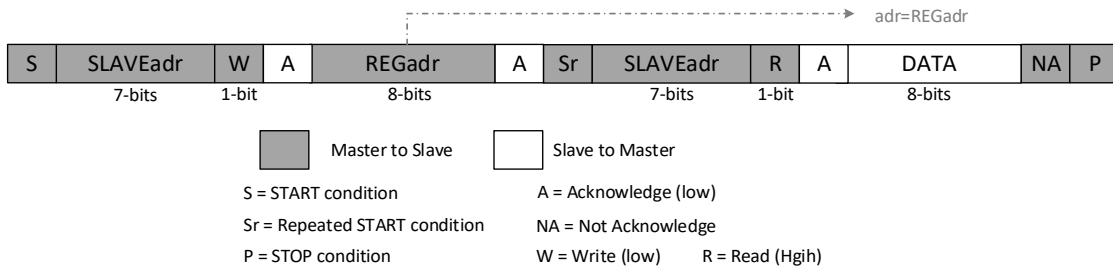 adr=REGadr
S SLAVEadr W A REGadr A Sr SLAVEadr R A DATA NA P
7-bits 1-bit 8-bits 7-bits 1-bit 8-bits
Master to Slave Slave to Master
S = START condition A = Acknowledge (low)
Sr = Repeated START condition NA = Not Acknowledge
P = STOP condition W = Write (low) R = Read (Hgih)